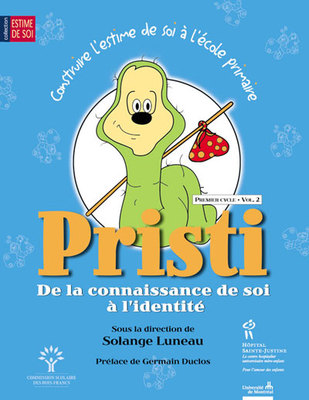 collection
ESTIME
DE SOI
Construire l'estime de soi à l'école primaire
PREMIER CYCLE • VOL. 2
Pristi
De la connaissance de soi
à l'identité
Sous la direction de
Solange Luneau
Préface de Germain Duclos
COMMISSION SCOLAIRE
DES BOIS-FRANCS
HÔPITAL
SAINTE-JUSTINE
Le centre hospitalier
universitaire mère-enfant
Pour l'amour des enfants
Université
de Montréal